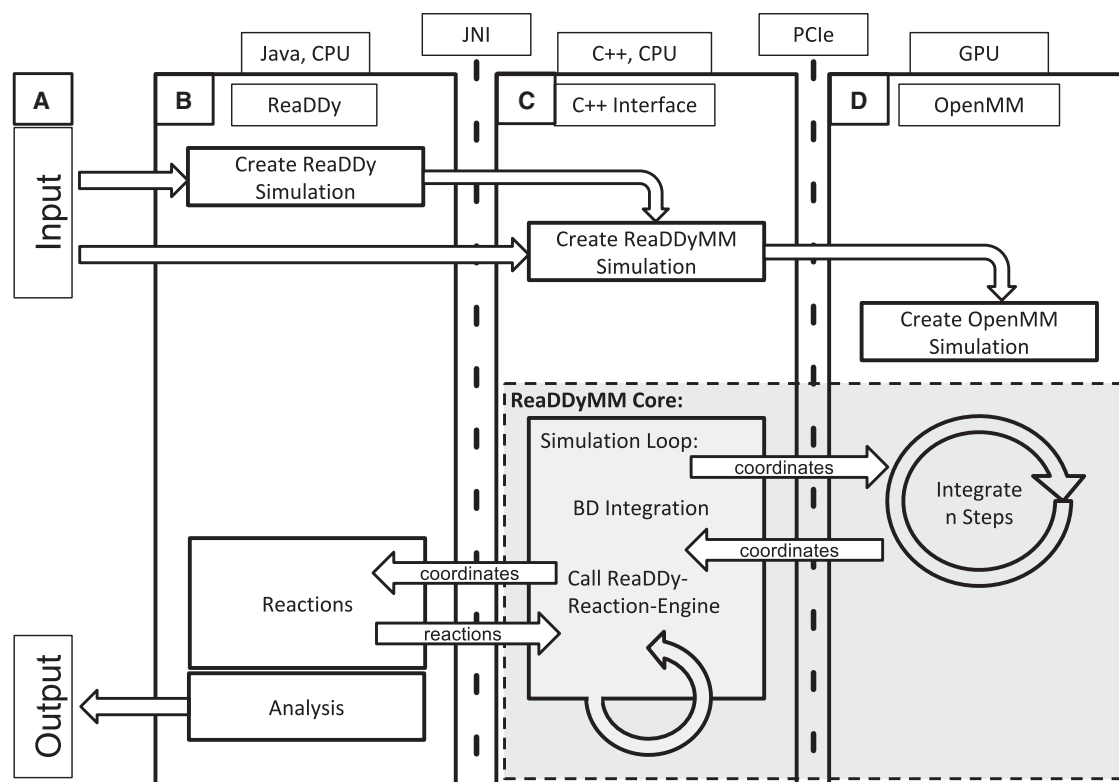 JNI
PCIe
Java, CPU
C++, CPU
GPU
A
B
ReaDDy
C
C++ Interface
D
OpenMM
Input
Create ReaDDy
Simulation
Create ReaDDyMM
Simulation
Create OpenMM
Simulation
ReaDDyMM Core:
Simulation Loop:
coordinates
BD Integration
Integrate
n Steps
coordinates
coordinates
Call ReaDDy-
Reaction-Engine
Reactions
reactions
Output
Analysis